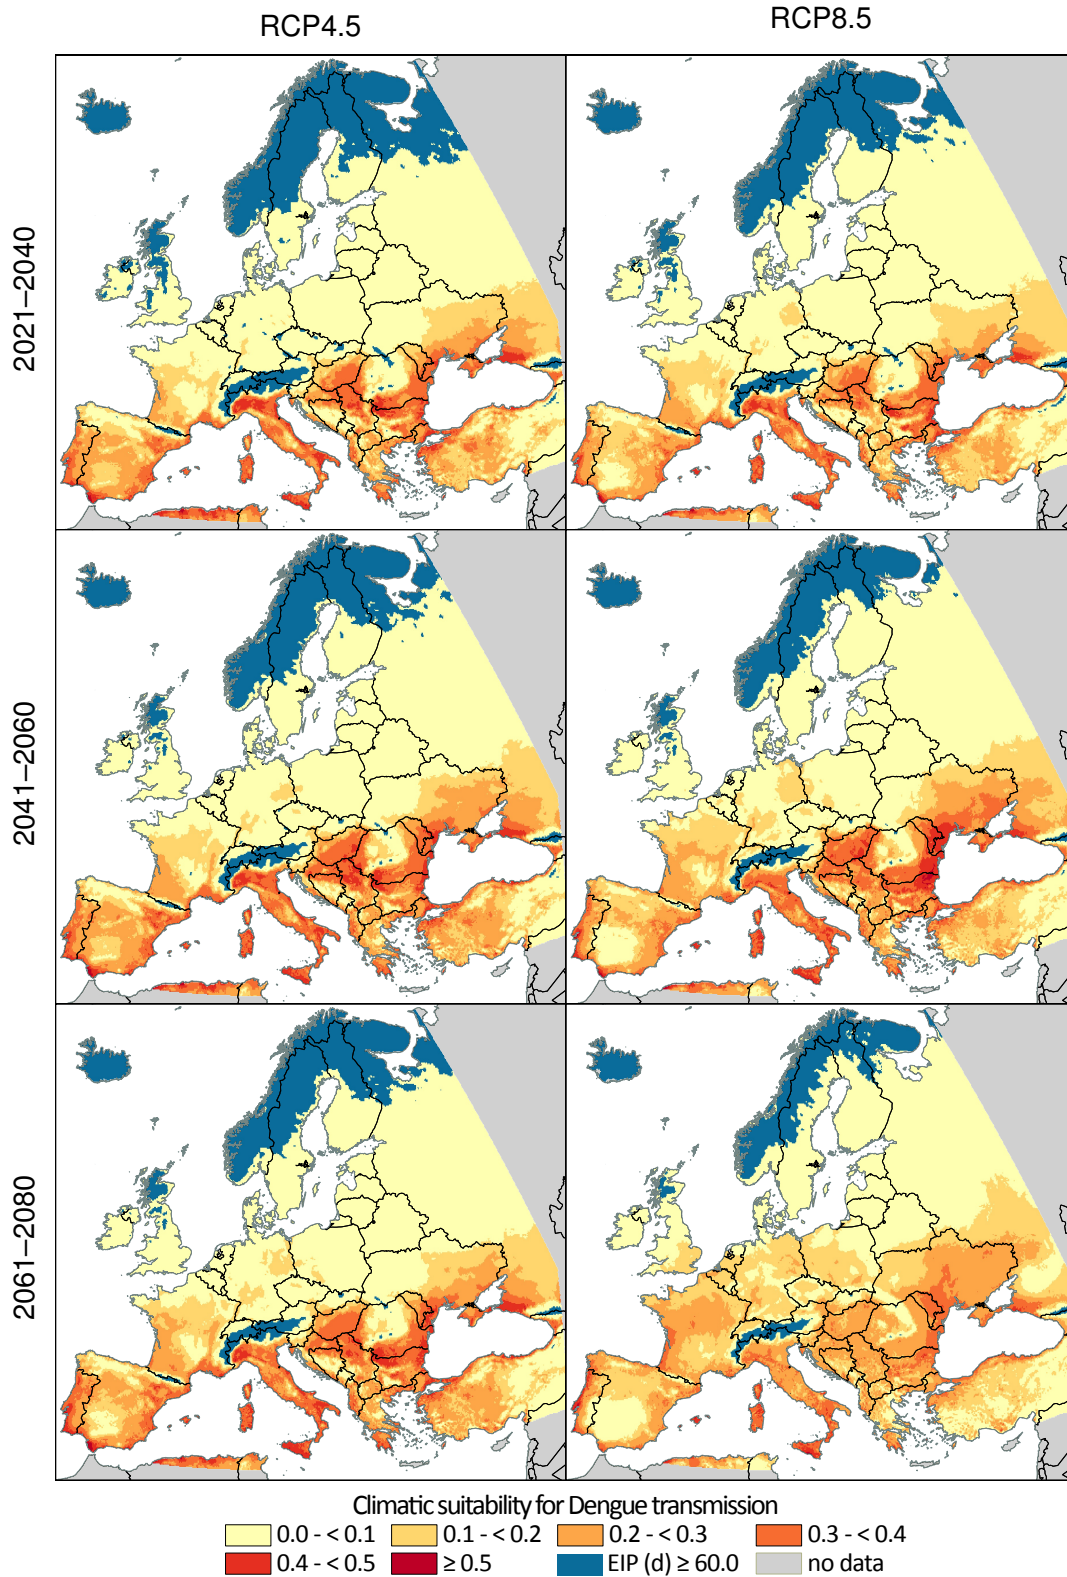 RCP4.5
RCP8.5
2021–2040
2041–2060
2061–2080
Climatic suitability for Dengue transmission
0.0 - < 0.1
0.1 - < 0.2
0.2 - < 0.3
0.3 - < 0.4
0.4 - < 0.5
≥ 0.5
EIP (d) ≥ 60.0
no data